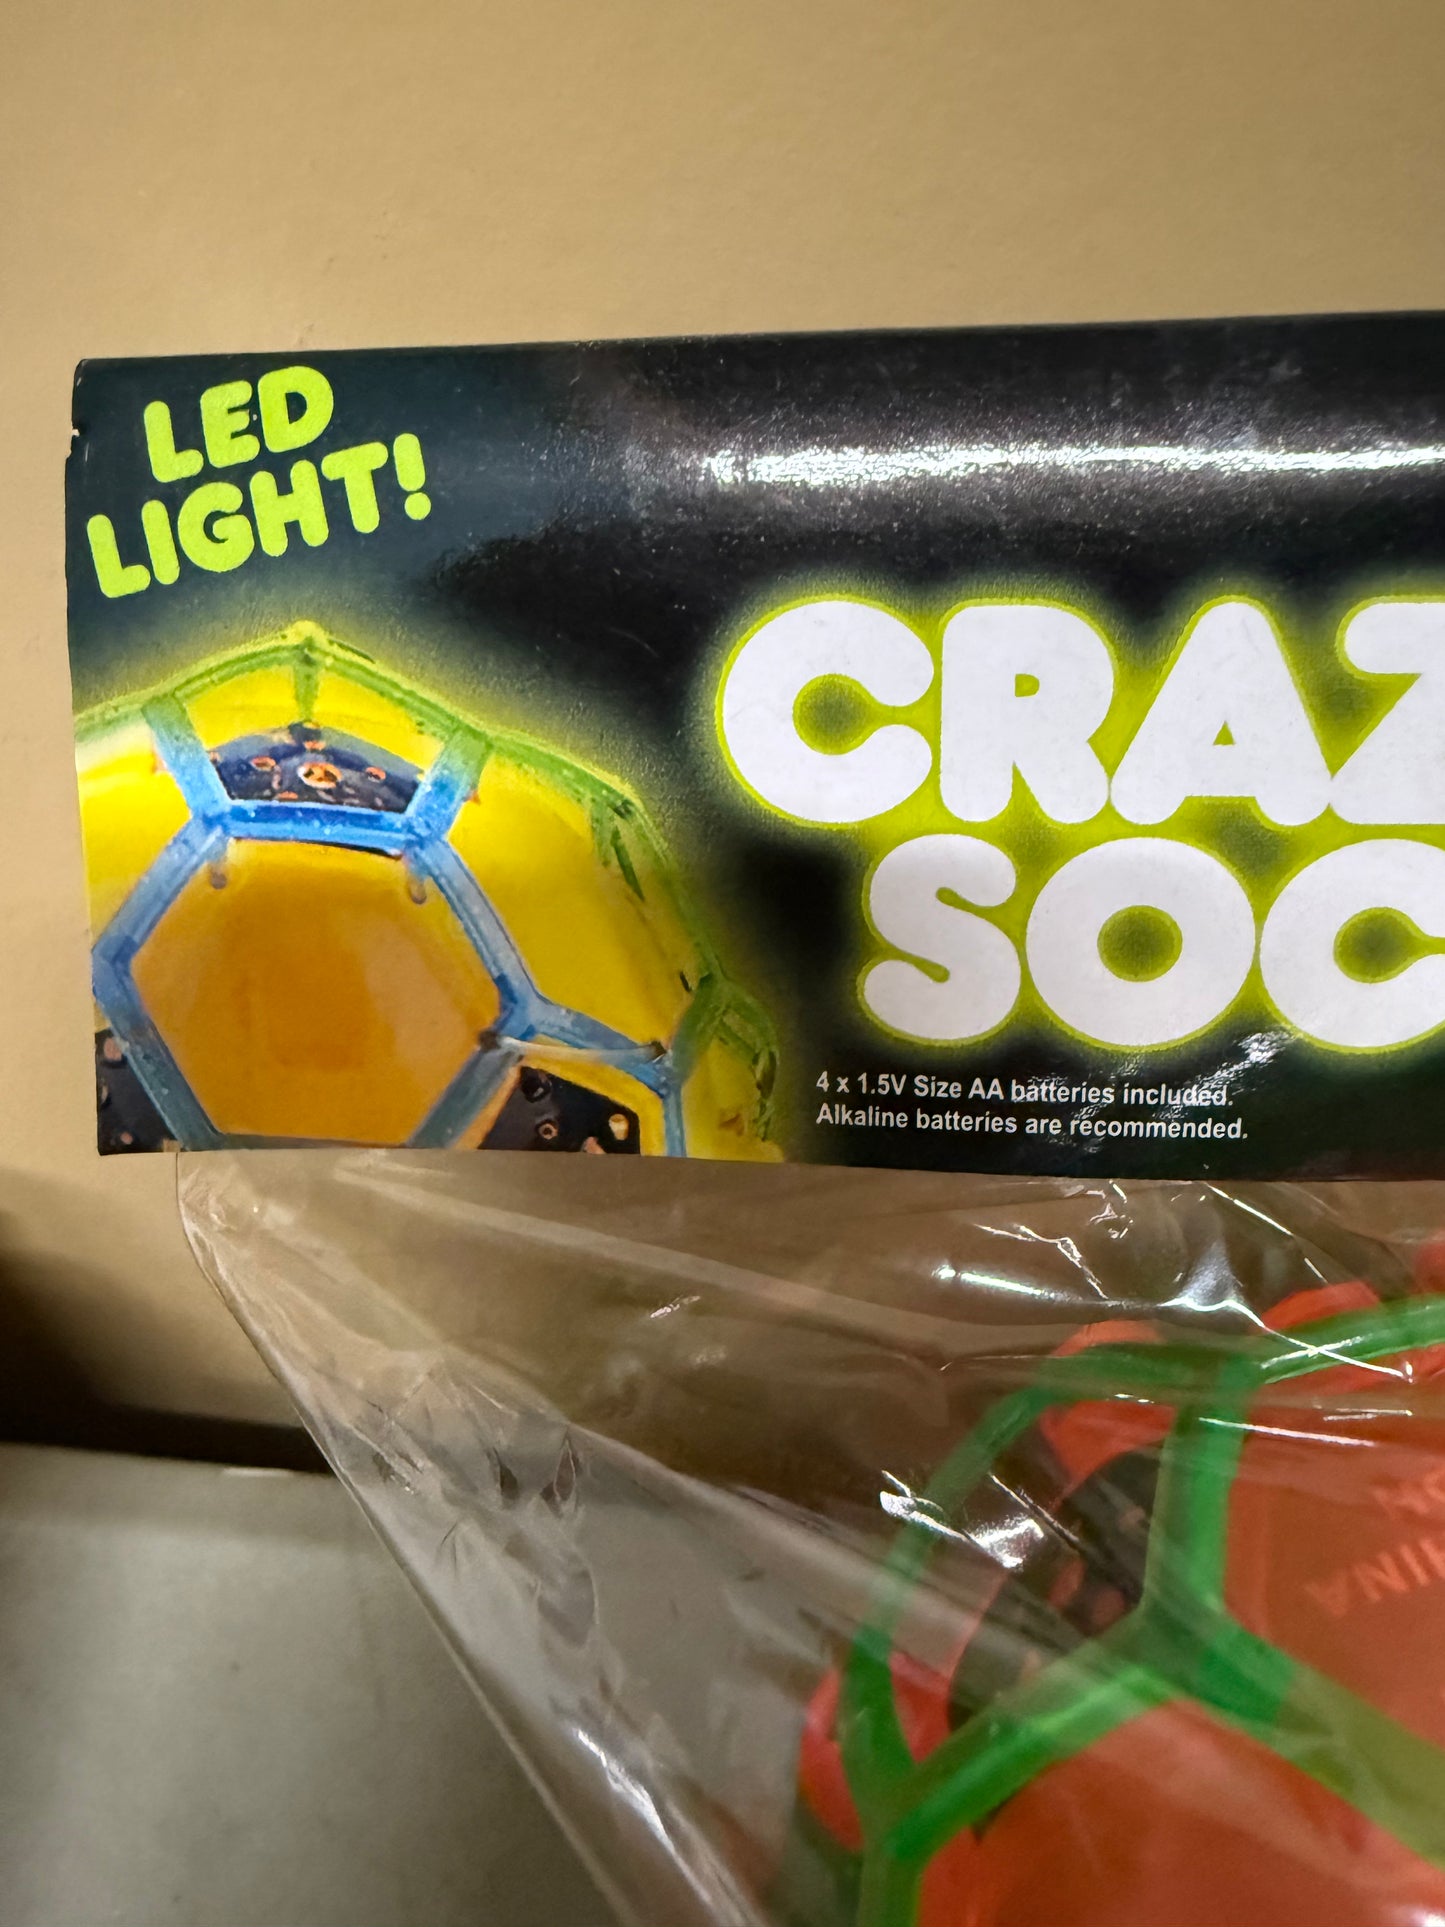 LED
LIGHT!
CRAZ
SOC
4 x 1.5V Size AA batteries included.
Alkaline batteries are recommended.